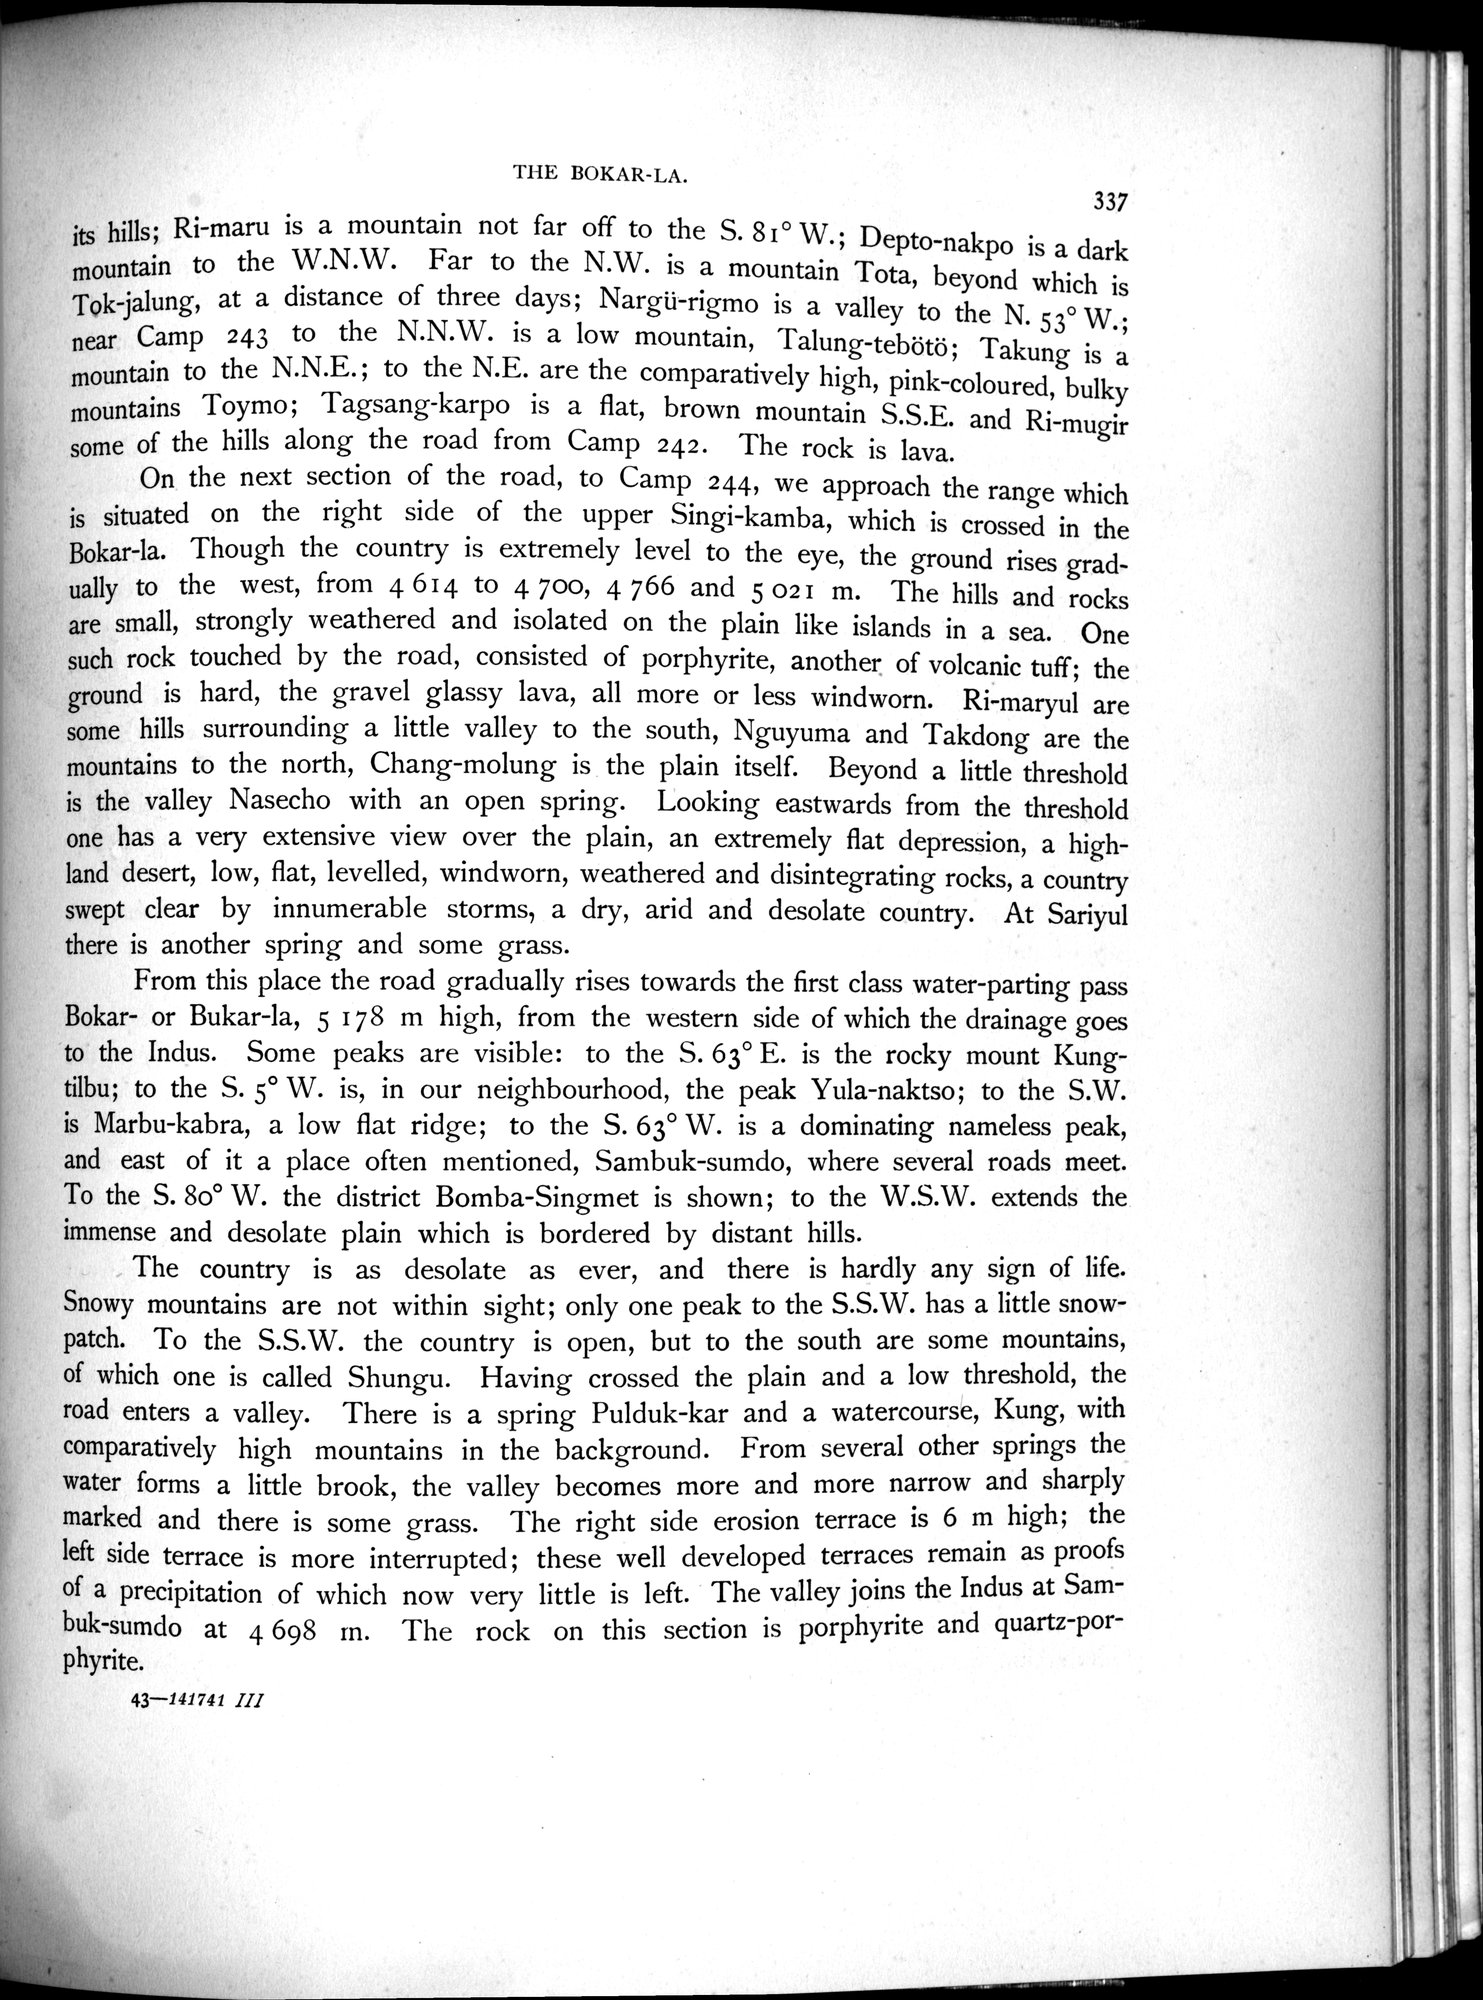 THE BOKAR-LA.
337
its hills; Ri-maru is a mountain not far off to the S. 81° W.; Depto-nakpo is a dark
mountain to the W.N.W. Far to the N.W. is a mountain Tota, beyond which is
Tok-jalung, at a distance of three days; Nargü-rigmo is a valley to the N. 53° W.;
near Camp 243 to the N.N.W. is a low mountain, Talung-tebötö; Takung is a
mountain to the N.N.E.; to the N.E. are the comparatively high, pink-coloured, bulky
mountains Toymo; Tagsang-karpo is a flat, brown mountain S.S.E. and Ri-mugir
some of the hills along the road from Camp 242. The rock is lava.
On the next section of the road, to Camp 244, we approach the range which
is situated on the right side of the upper Singi-kamba, which is crossed in the
Bokar-la. Though the country is extremely level to the eye, the ground rises grad-
ually to the west, from 4 614 to 4 700, 4 766 and 5 021 m. The hills and rocks
are small, strongly weathered and isolated on the plain like islands in a sea. One
such rock touched by the road, consisted of porphyrite, another of volcanic tuff; the
ground is hard, the gravel glassy lava, all more or less windworn. Ri-maryul are
some hills surrounding a little valley to the south, Nguyuma and Takdong are the
mountains to the north, Chang-molung is the plain itself. Beyond a little threshold
is the valley Nasecho with an open spring. Looking eastwards from the threshold
one has a very extensive view over the plain, an extremely flat depression, a high-
land desert, low, flat, levelled, windworn, weathered and disintegrating rocks, a country
swept clear by innumerable storms, a dry, arid and desolate country. At Sariyul
there is another spring and some grass.
From this place the road gradually rises towards the first class water-parting pass
Bokar- or Bukar-la, 5 178 m high, from the western side of which the drainage goes
to the Indus. Some peaks are visible: to the S. 63° E. is the rocky mount Kung-
tilbu; to the S. 5° W. is, in our neighbourhood, the peak Yula-naktso; to the S.W.
is Marbu-kabra, a low flat ridge; to the S. 63° W. is a dominating nameless peak,
and east of it a place often mentioned, Sambuk-sumdo, where several roads meet.
To the S. 80° W. the district Bomba-Singmet is shown; to the W.S.W. extends the
immense and desolate plain which is bordered by distant hills.
The country is as desolate as ever, and there is hardly any sign of life.
Snowy mountains are not within sight; only one peak to the S.S.W. has a little snow-
patch. To the S.S.W. the country is open, but to the south are some mountains,
of which one is called Shungu. Having crossed the plain and a low threshold, the
road enters a valley. There is a spring Pulduk-kar and a watercourse, Kung, with
comparatively high mountains in the background. From several other springs the
water forms a little brook, the valley becomes more and more narrow and sharply
marked and there is some grass. The right side erosion terrace is 6 m high; the
left side terrace is more interrupted; these well developed terraces remain as proofs
of a precipitation of which now very little is left. The valley joins the Indus at Sam-
buk-sumdo at 4 698 m. The rock on this section is porphyrite and quartz-por-
phyrite.
43—141741 III